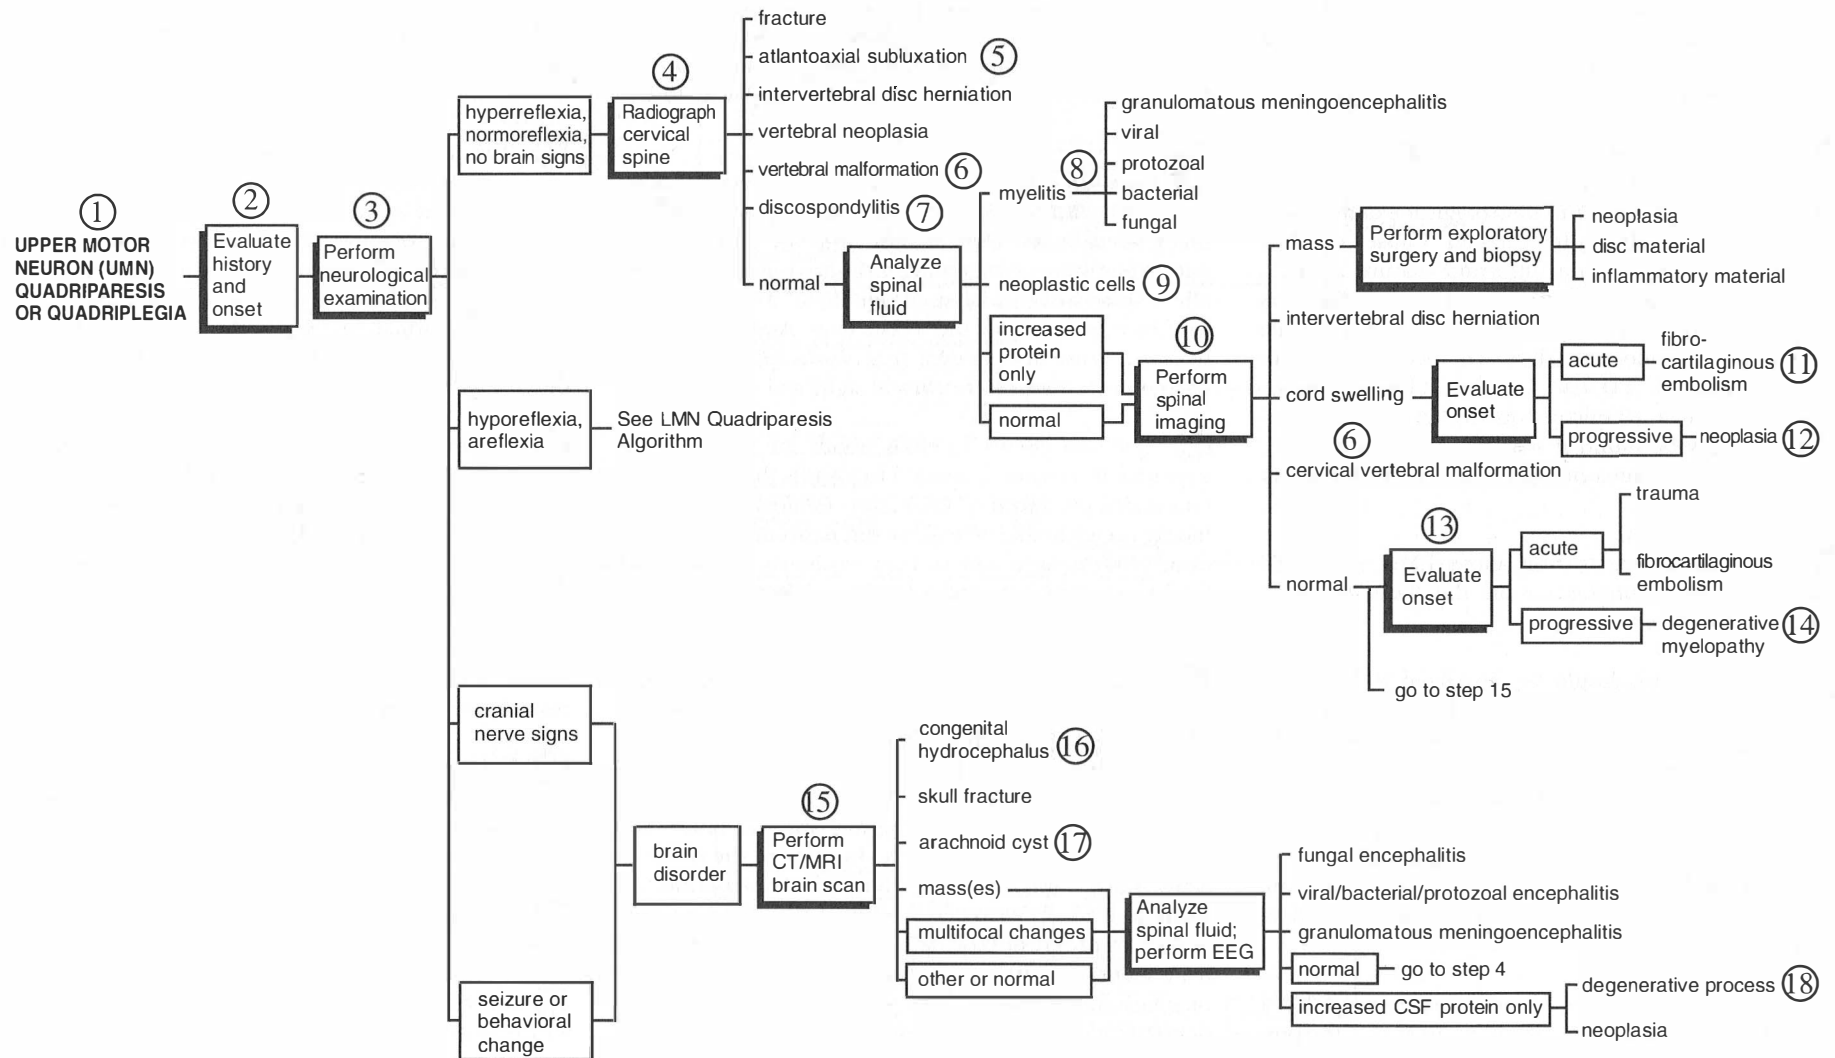 1
UPPER MOTOR
NEURON (UMN)
QUADRIPARESIS
OR QUADRIPLEGIA
2
Evaluate
history
and
onset
3
Perform
neurological
examination
hyperreflexia,
normoreflexia,
no brain signs
4
Radiograph
cervical
spine
fracture
atlantoaxial subluxation 5
intervertebral disc herniation
vertebral neoplasia
vertebral malformation 6
discospondylitis 7
normal
Analyze
spinal
fluid
myelitis 8
granulomatous meningoencephalitis
viral
protozoal
bacterial
fungal
neoplastic cells 9
increased
protein
only
normal
10
Perform
spinal
imaging
mass
Perform exploratory
surgery and biopsy
neoplasia
disc material
inflammatory material
intervertebral disc herniation
cord swelling
Evaluate
onset
acute
fibro-
cartilaginous 11
embolism
progressive
neoplasia 12
6
cervical vertebral malformation
normal
13
Evaluate
onset
acute
trauma
fibrocartilaginous
embolism
progressive
degenerative 14
myelopathy
go to step 15
hyporeflexia,
areflexia
See LMN Quadriparesis
Algorithm
cranial
nerve signs
seizure or
behavioral
change
brain
disorder
15
Perform
CT/MRI
brain scan
congenital
hydrocephalus 16
skull fracture
arachnoid cyst 17
mass(es)
multifocal changes
other or normal
Analyze
spinal fluid;
perform EEG
fungal encephalitis
viral/bacterial/protozoal encephalitis
granulomatous meningoencephalitis
normal
go to step 4
increased CSF protein only
degenerative process 18
neoplasia